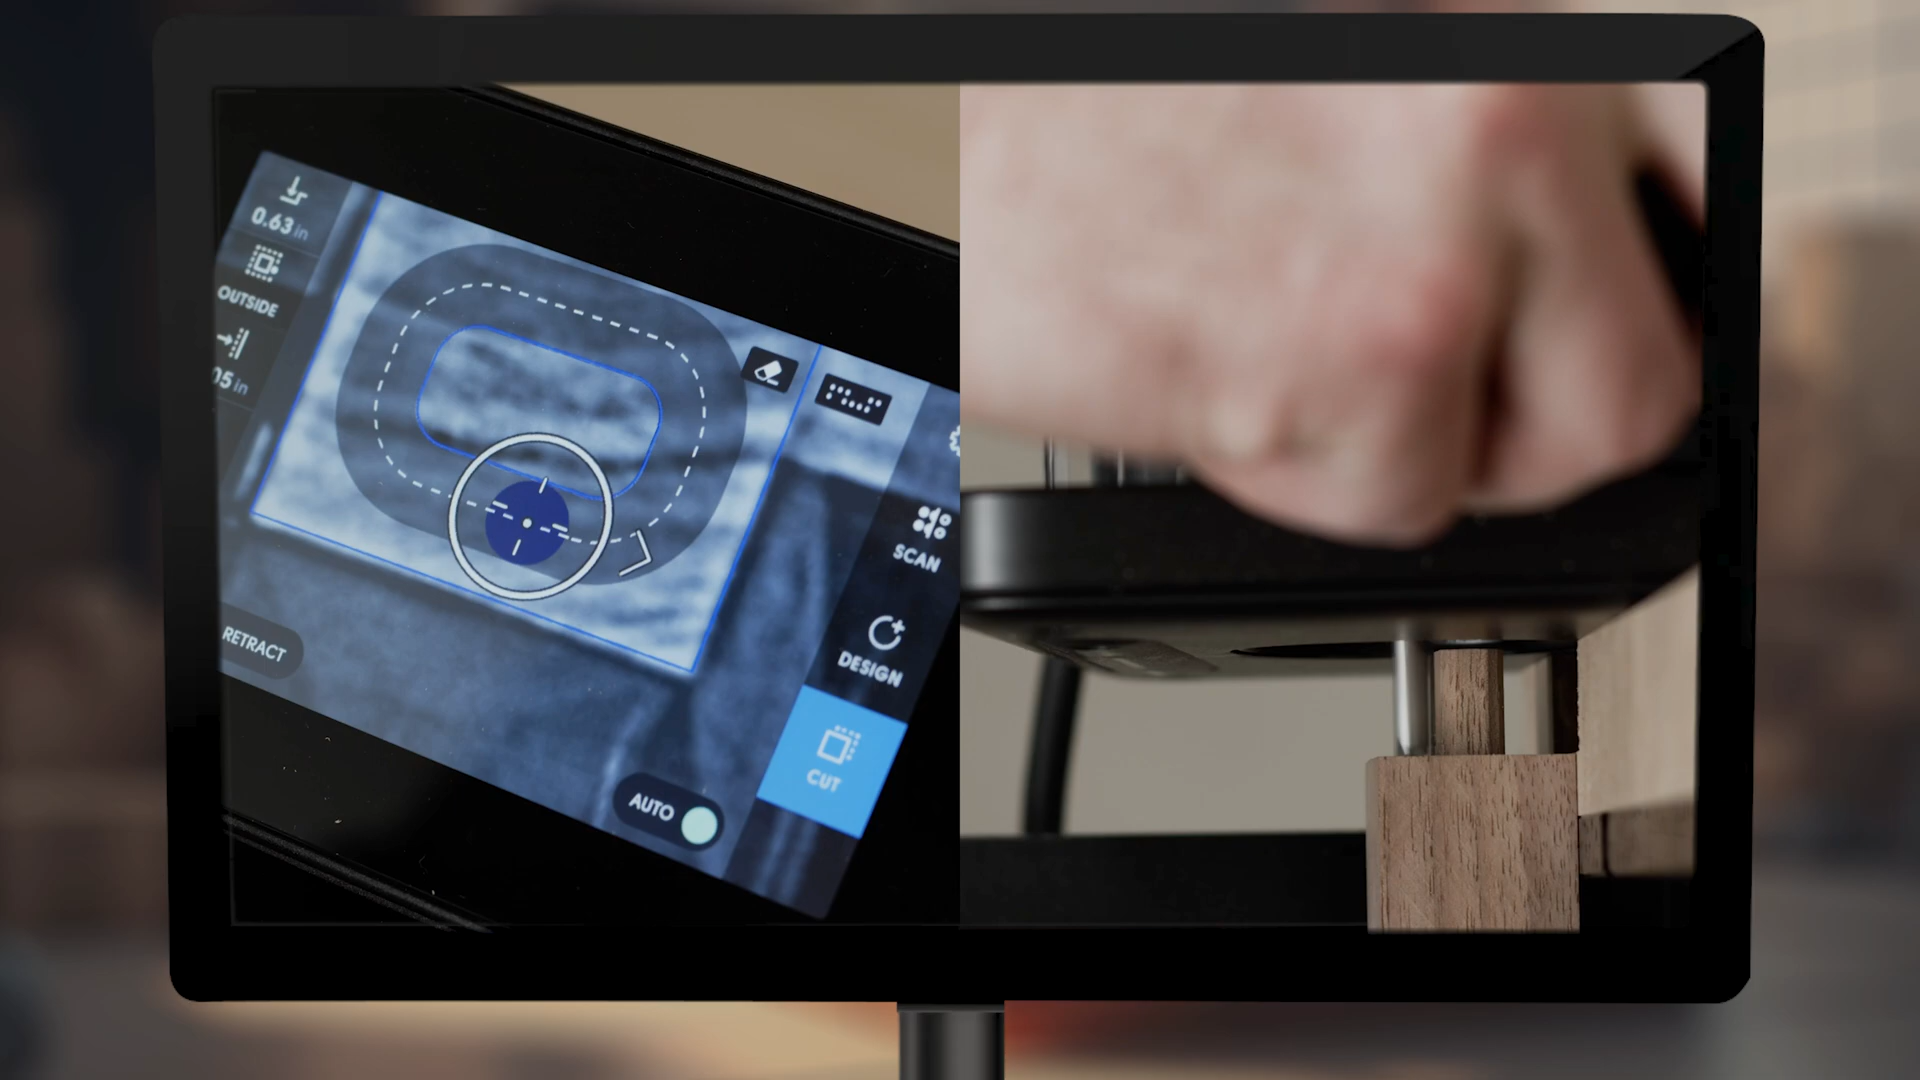 0.63 in
OUTSIDE
05 in
RETRACT
AUTO
SCAN
DESIGN
CUT